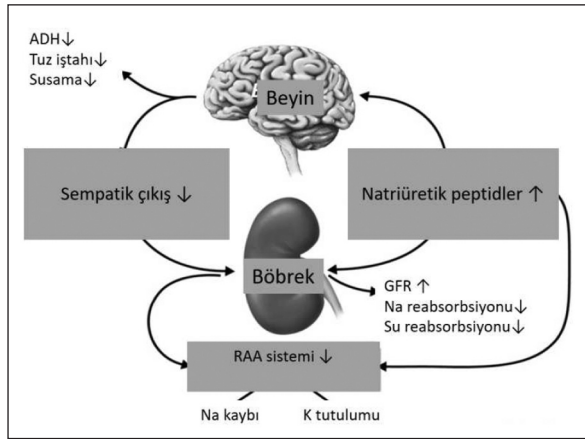 ADH↓
Tuz iştahı↓
Susama↓
Beyin
Sempatik çıkış ↓
Natriüretik peptidler ↑
Böbrek
GFR ↑
Na reabsorbsiyonu↓
Su reabsorbsiyonu↓
RAA sistemi ↓
Na kaybı
K tutulumu